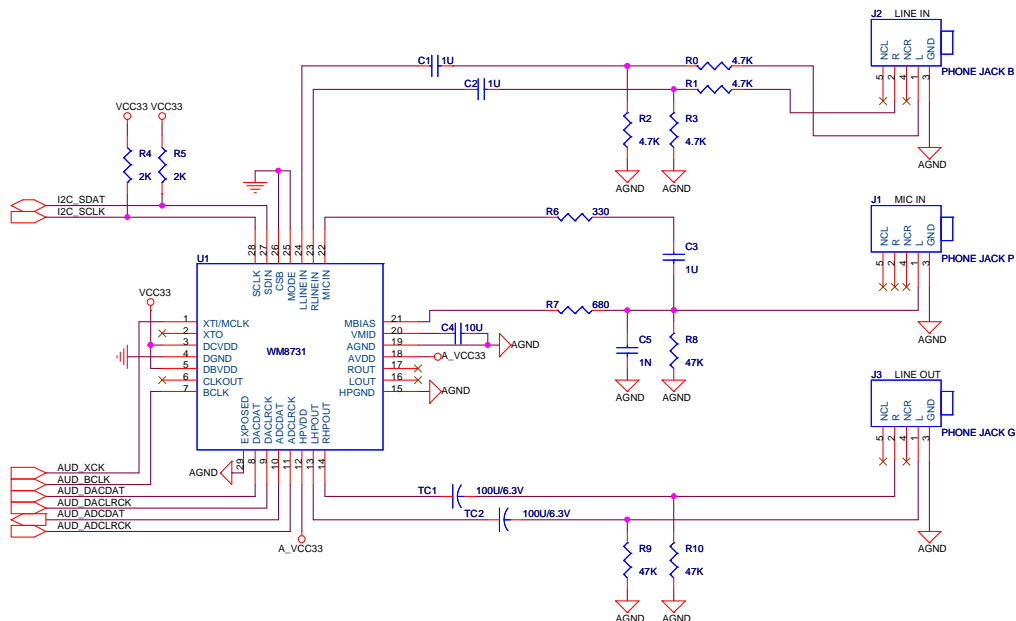 J2 LINE IN
NCL R NCR L GND
5 2 4 1 3
PHONE JACK B
C1 1U
R0 4.7K
C2 1U
R1 4.7K
R2 4.7K
R3 4.7K
AGND AGND AGND
VCC33 VCC33
R4 2K
R5 2K
I2C_SDAT
I2C_SCLK
J1 MIC IN
NCL R NCR L GND
5 2 4 1 3
PHONE JACK P
R6 330
C3 1U
R7 680
C5 1N
R8 47K
AGND AGND AGND
U1
28 27 26 25 24 23 22
SCLK SDIN CSB MODE LLINEIN RLINEIN MICIN
VCC33
1 XTI/MCLK
2 XTO
3 DCVDD
4 DGND
5 DBVDD
6 CLKOUT
7 BCLK
WM8731
MBIAS 21
VMID 20
AGND 19
AVDD 18
ROUT 17
LOUT 16
HPGND 15
C4 10U
AGND
A_VCC33
AGND
EXPOSED DACDAT DACLRCK ADCDAT ADCLRCK HPVDD LHPOUT RHPOUT
29 8 9 10 11 12 13 14
AGND
J3 LINE OUT
NCL R NCR L GND
5 2 4 1 3
PHONE JACK G
AUD_XCK
AUD_BCLK
AUD_DACDAT
AUD_DACLRCK
AUD_ADCDAT
AUD_ADCLRCK
TC1 100U/6.3V
TC2 100U/6.3V
A_VCC33
R9 47K
R10 47K
AGND
AGND AGND